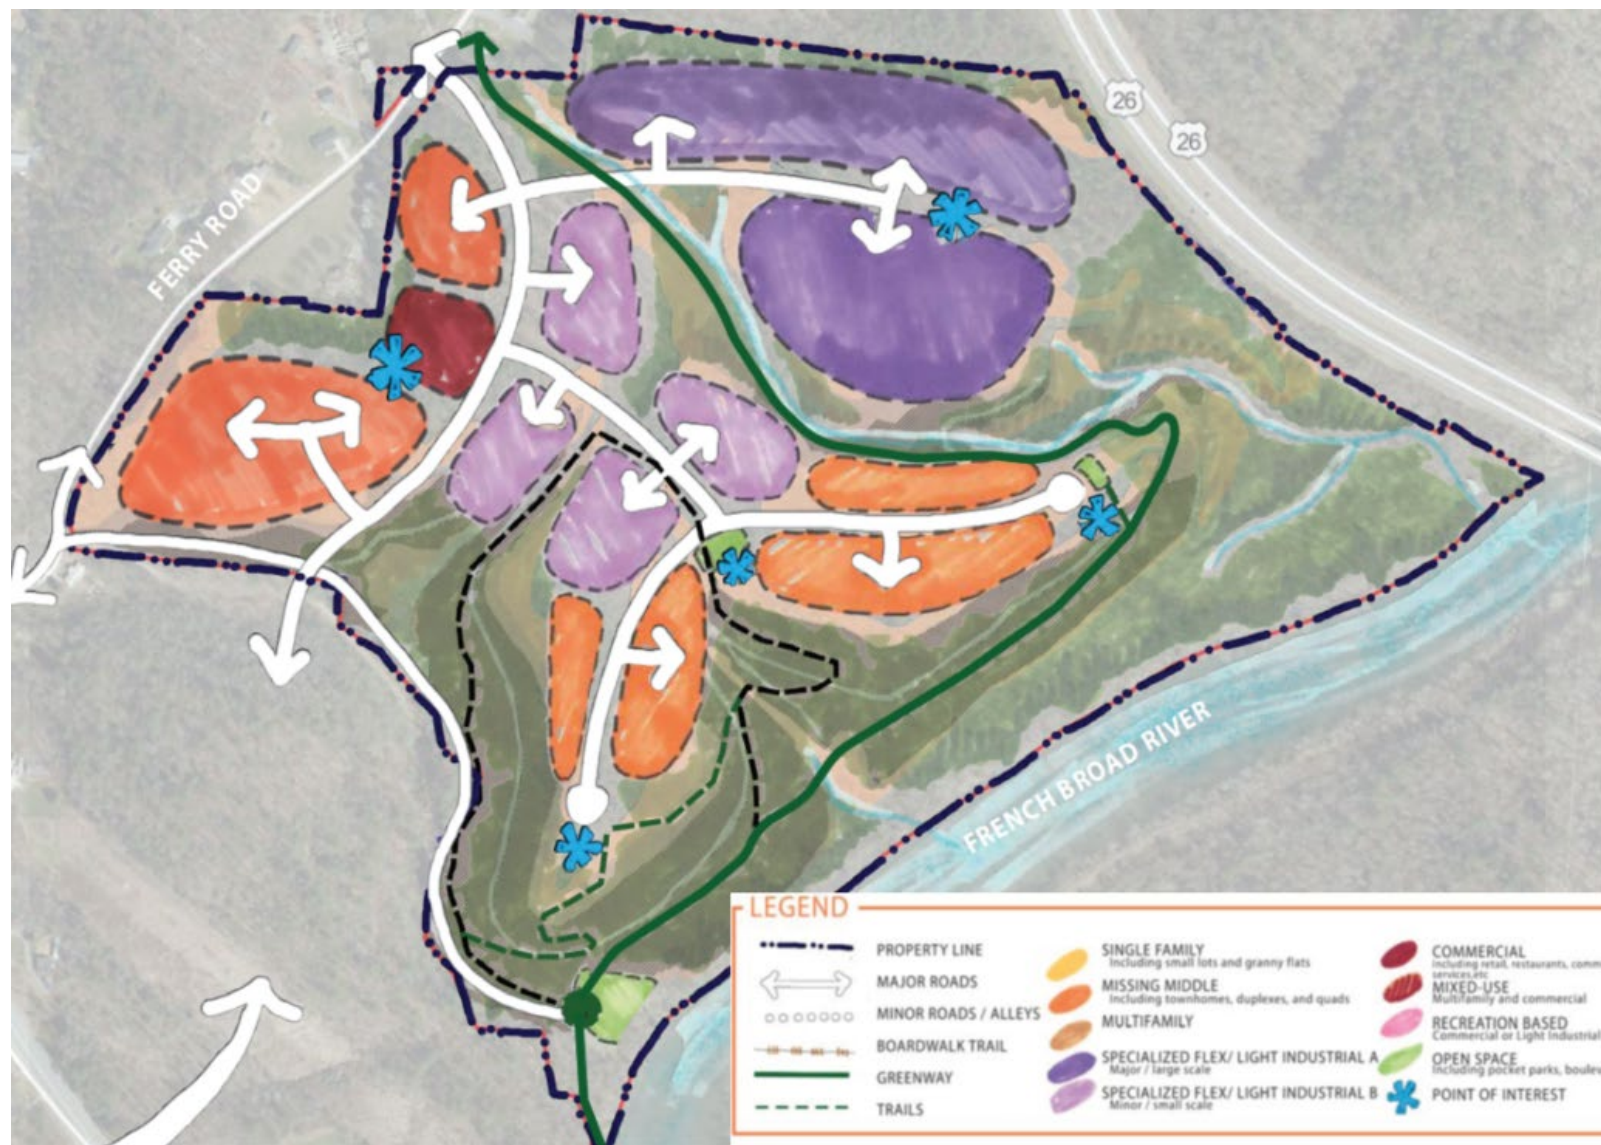 26
26
FERRY ROAD
FRENCH BROAD RIVER
LEGEND
PROPERTY LINE
MAJOR ROADS
MINOR ROADS / ALLEYS
BOARDWALK TRAIL
GREENWAY
TRAILS
SINGLE FAMILY
Including small lots and granny flats
MISSING MIDDLE
Including townhomes, duplexes, and quads
MULTIFAMILY
SPECIALIZED FLEX/ LIGHT INDUSTRIAL A
Major / large scale
SPECIALIZED FLEX/ LIGHT INDUSTRIAL B
Minor / small scale
COMMERCIAL
Including retail, restaurants, comm
services,etc
MIXED-USE
Multifamily and commercial
RECREATION BASED
Commercial or Light Industrial
OPEN SPACE
Including pocket parks, boulev
POINT OF INTEREST